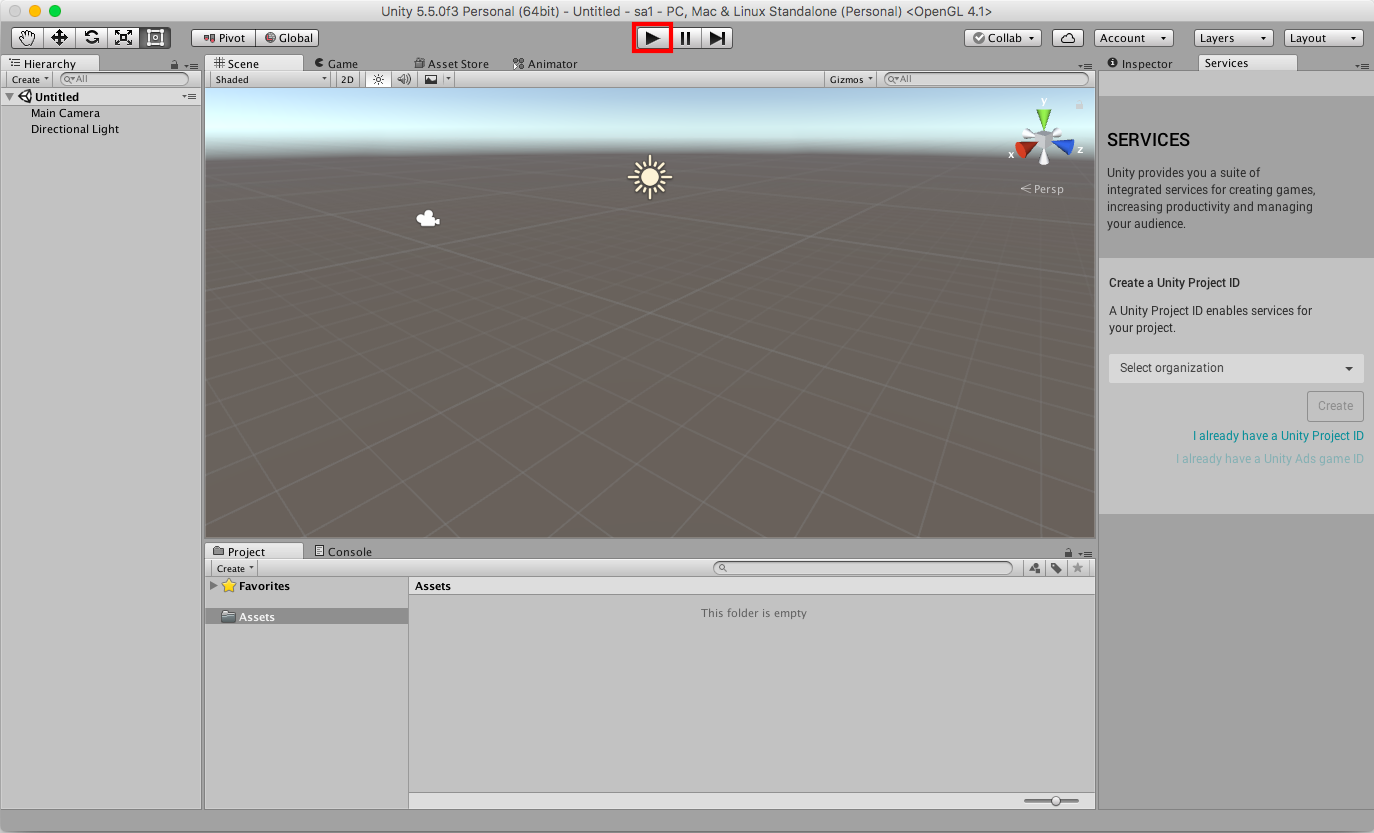 Unity 5.5.0f3 Personal (64bit) - Untitled - sa1 - PC, Mac & Linux Standalone (Personal) <OpenGL 4.1>
Pivot Global Collab Account Layers Layout
Hierarchy
Create All
Untitled
Main Camera
Directional Light
Scene Game Asset Store Animator
Shaded 2D Gizmos All
y
x z
Persp
Inspector Services
SERVICES
Unity provides you a suite of
integrated services for creating games,
increasing productivity and managing
your audience.
Create a Unity Project ID
A Unity Project ID enables services for
your project.
Select organization
Create
I already have a Unity Project ID
I already have a Unity Ads game ID
Project Console
Create
Favorites
Assets
Assets
This folder is empty